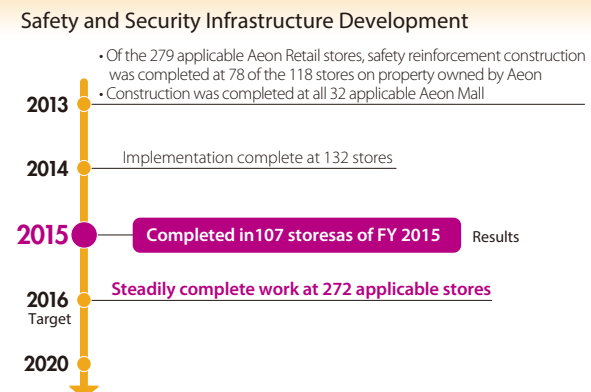 Safety and Security Infrastructure Development
• Of the 279 applicable Aeon Retail stores, safety reinforcement construction
was completed at 78 of the 118 stores on property owned by Aeon
• Construction was completed at all 32 applicable Aeon Mall
2013
Implementation complete at 132 stores
2014
2015
Completed in107 storesas of FY 2015
Results
Steadily complete work at 272 applicable stores
2016
Target
2020